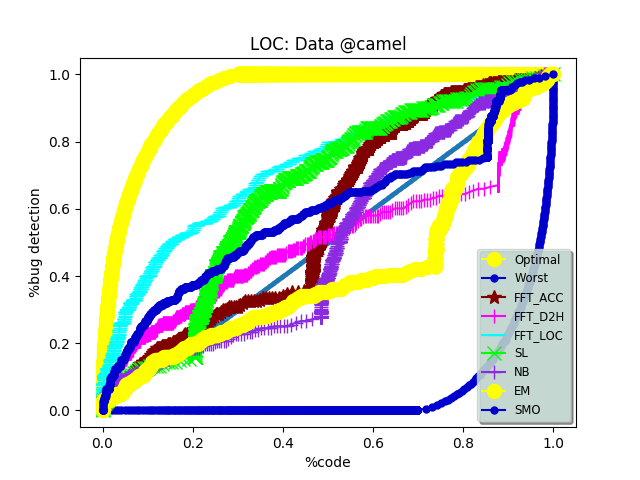 LOC: Data @camel
%bug detection
1.0
0.8
0.6
0.4
0.2
0.0
0.0 0.2 0.4 0.6 0.8 1.0
%code
Optimal
Worst
FFT_ACC
FFT_D2H
FFT_LOC
SL
NB
EM
SMO